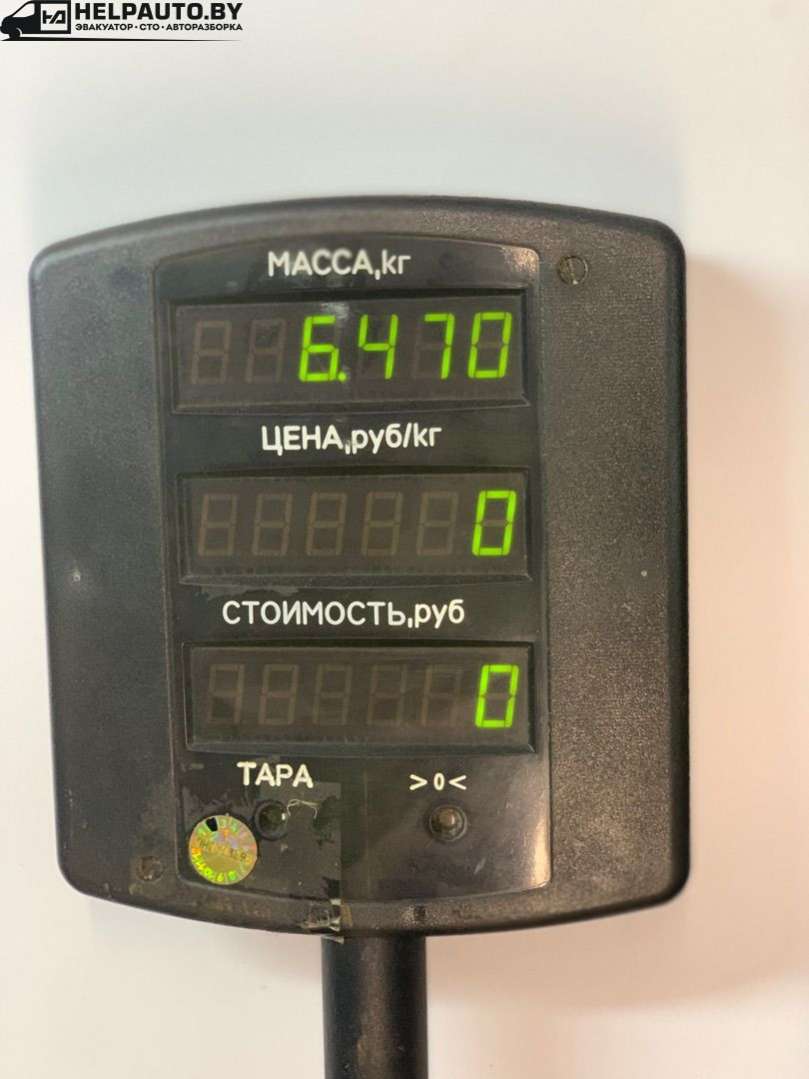 HELPAUTO.BY
ЭВАКУАТОР • СТО • АВТОРАЗБОРКА
МАССА,кг
6.470
ЦЕНА,руб/кг
0
СТОИМОСТЬ,руб
0
ТАРА >0<